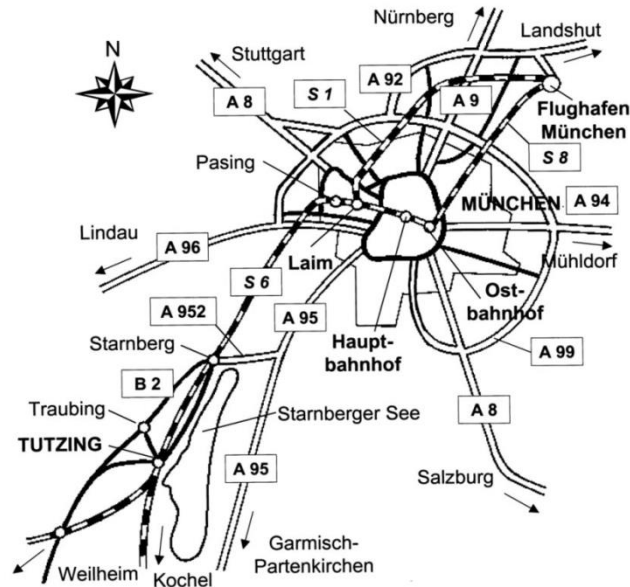 Nürnberg
N
Stuttgart
Landshut
A 92
S 1
A 8
A 9
Flughafen
München
Pasing
S 8
MÜNCHEN
A 94
Lindau
A 96
Laim
Mühldorf
S 6
Ost-
bahnhof
A 952
A 95
Haupt-
bahnhof
Starnberg
A 99
B 2
A 8
Traubing
Starnberger See
TUTZING
A 95
Salzburg
Garmisch-
Partenkirchen
Weilheim
Kochel